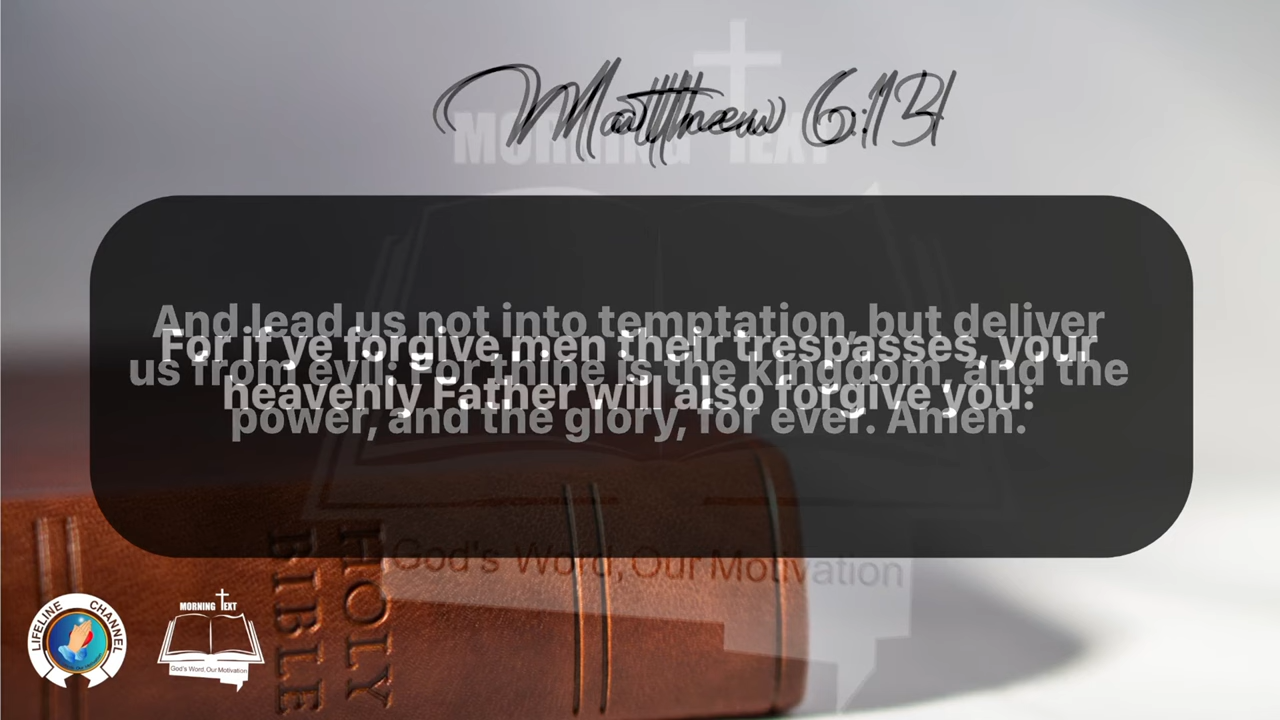 Matthew 6:13
Matthew 6:14
MORNING TEXT
And lead us not into temptation, but deliver
us from evil: For thine is the kingdom, and the
power, and the glory, for ever. Amen.
For if ye forgive men their trespasses, your
heavenly Father will also forgive you:
God's Word, Our Motivation
HOLY
BIBLE
LIFELINE CHANNEL
MORNING TEXT
God's Word, Our Motivation